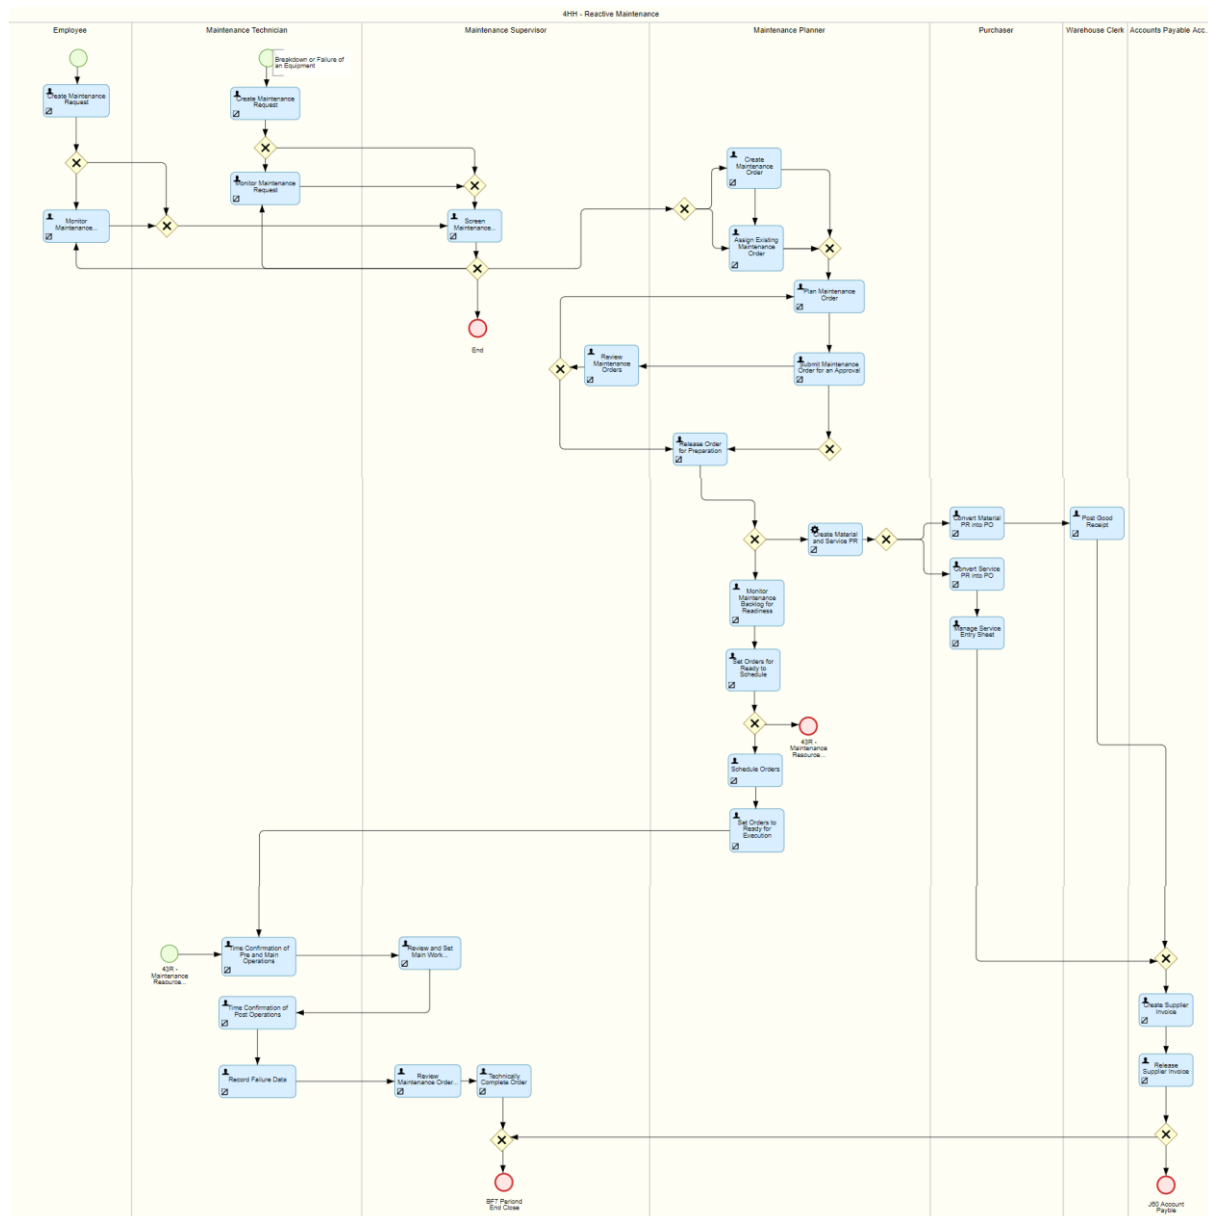 4HH - Reactive Maintenance
Employee
Maintenance Technician
Maintenance Supervisor
Maintenance Planner
Purchaser
Warehouse Clerk
Accounts Payable Acc...
Breakdown or Failure of
an Equipment
Create Maintenance
Request
Create Maintenance
Request
Monitor Maintenance
Request
Monitor
Maintenance...
Screen
Maintenance...
End
Create
Maintenance
Order
Assign Existing
Maintenance
Order
Plan Maintenance
Order
Review
Maintenance
Orders
Submit Maintenance
Order for an Approval
Release Order
for Preparation
Create Material
and Service PR
Convert Material
PR into PO
Post Good
Receipt
Convert Service
PR into PO
Manage Service
Entry Sheet
Monitor
Maintenance
Backlog for
Readiness
Set Orders for
Ready to
Schedule
43R -
Maintenance
Resource...
Schedule Orders
Set Orders to
Ready for
Execution
43R -
Maintenance
Resource...
Time Confirmation of
Pre and Main
Operations
Review and Set
Main Work...
Time Confirmation of
Post Operations
Record Failure Data
Review
Maintenance Order...
Technically
Complete Order
Create Supplier
Invoice
Release
Supplier Invoice
BF7 Periond
End Close
J60 Account
Payble